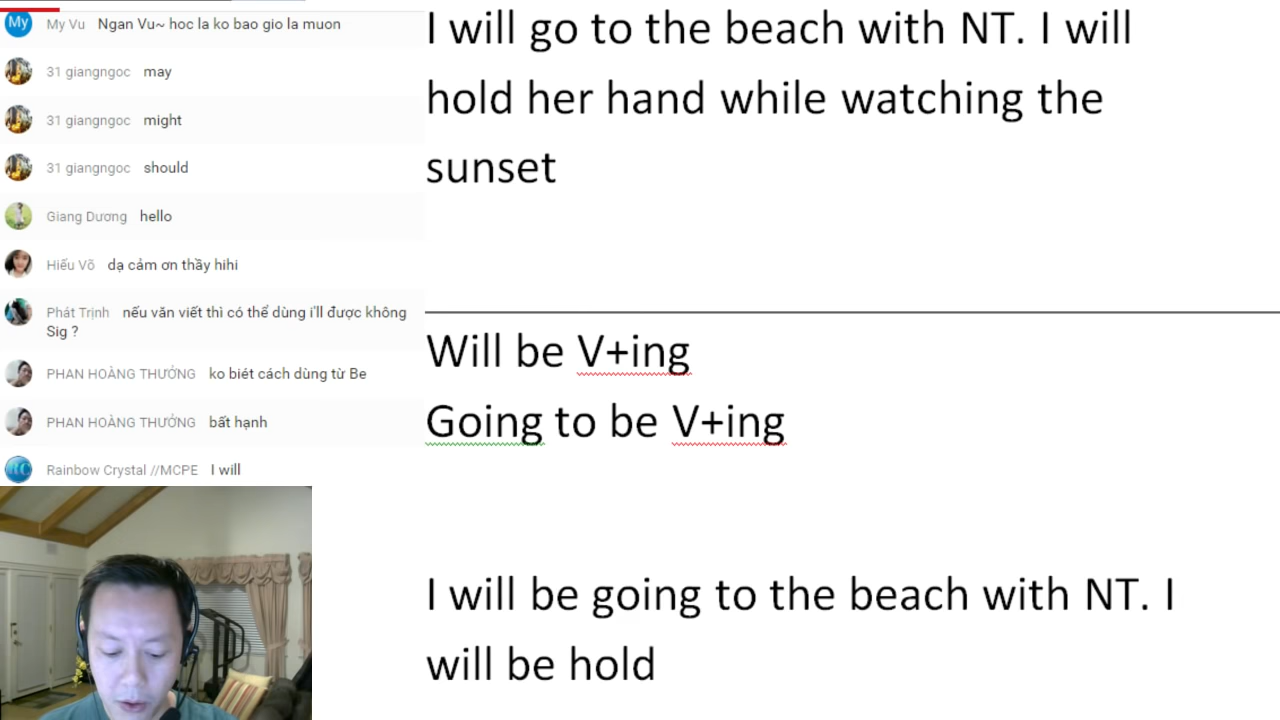 My Vu Ngan Vu~ hoc la ko bao gio la muon
31 giangngoc may
31 giangngoc might
31 giangngoc should
Giang Dương hello
Hiếu Võ dạ cảm ơn thầy hihi
Phát Trịnh nếu văn viết thì có thể dùng i'll được không
Sig ?
PHAN HOÀNG THƯỞNG ko biét cách dùng từ Be
PHAN HOÀNG THƯỞNG bất hạnh
Rainbow Crystal //MCPE I will
I will go to the beach with NT. I will
hold her hand while watching the
sunset
Will be V+ing
Going to be V+ing
I will be going to the beach with NT. I
will be hold